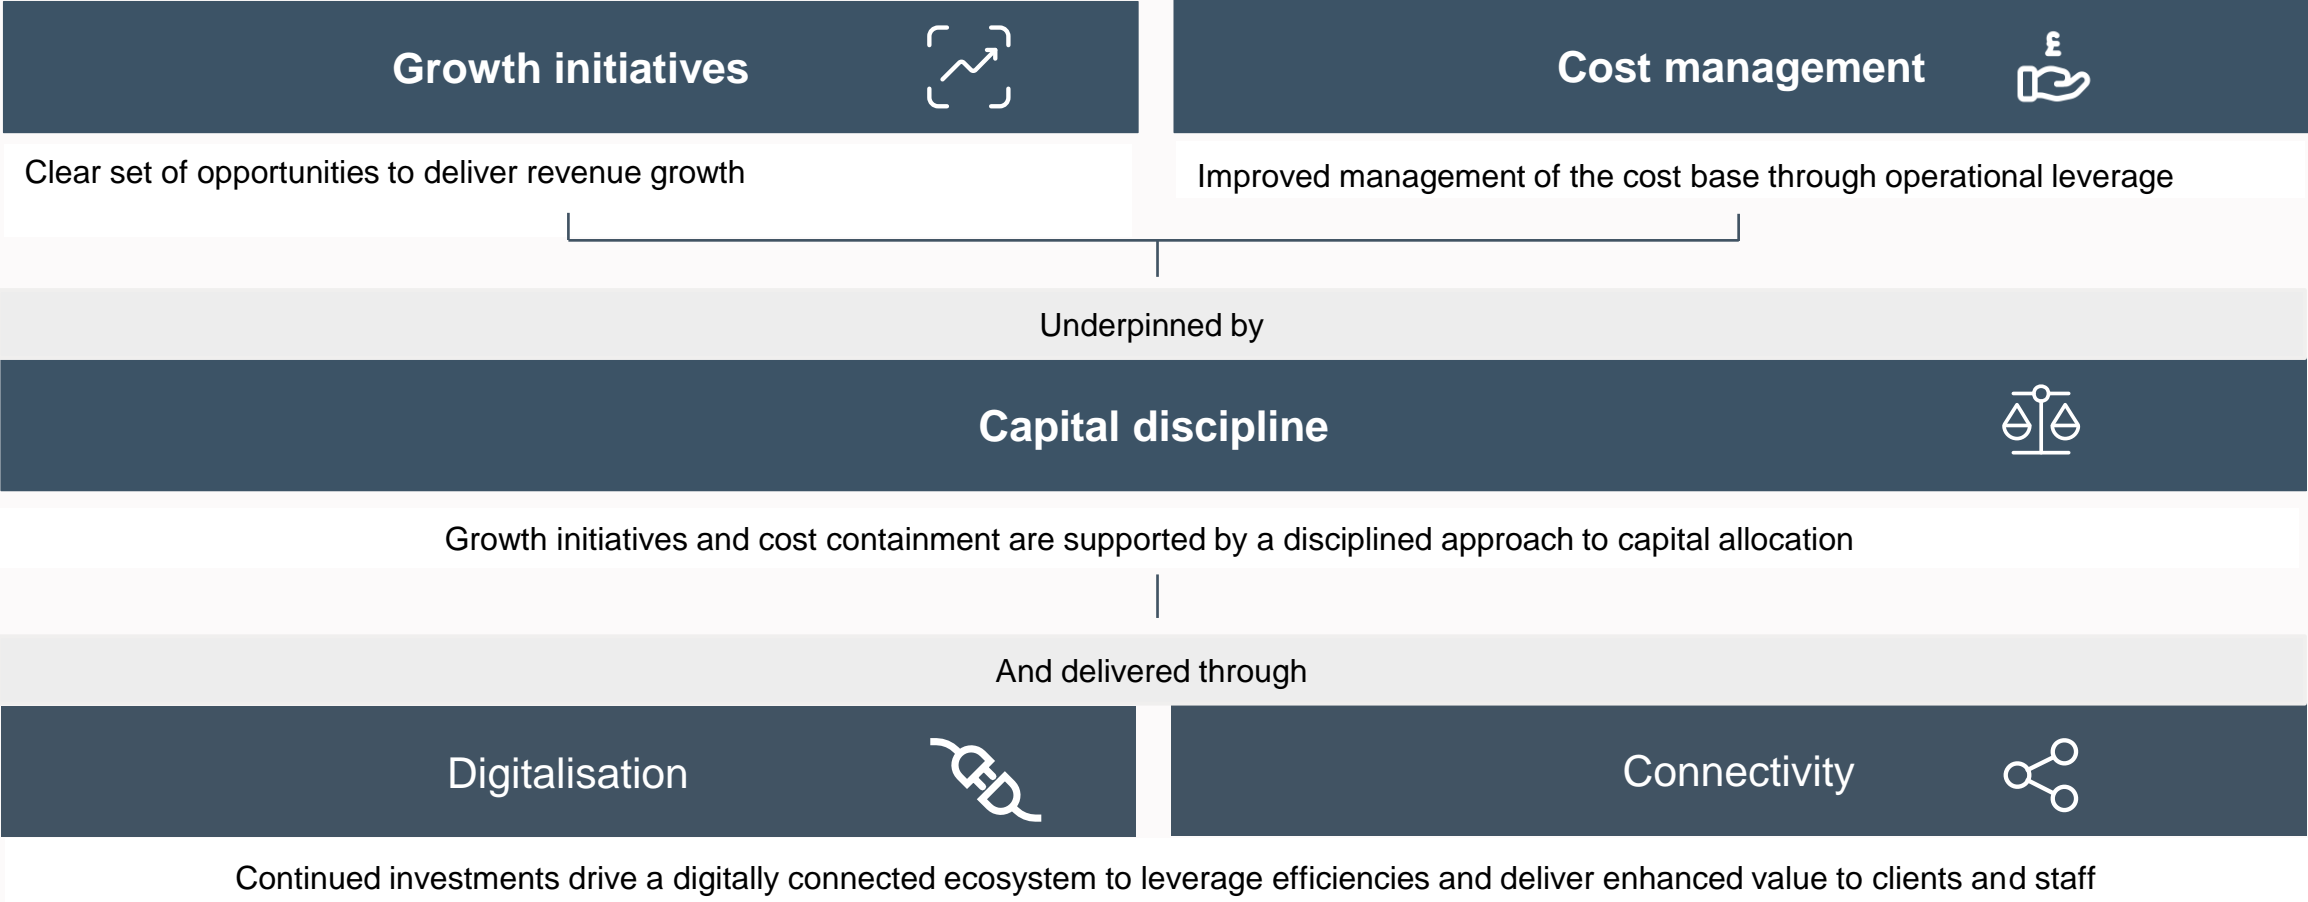 Growth initiatives
Cost management
£
Clear set of opportunities to deliver revenue growth
Improved management of the cost base through operational leverage
Underpinned by
Capital discipline
Growth initiatives and cost containment are supported by a disciplined approach to capital allocation
And delivered through
Digitalisation
Connectivity
Continued investments drive a digitally connected ecosystem to leverage efficiencies and deliver enhanced value to clients and staff